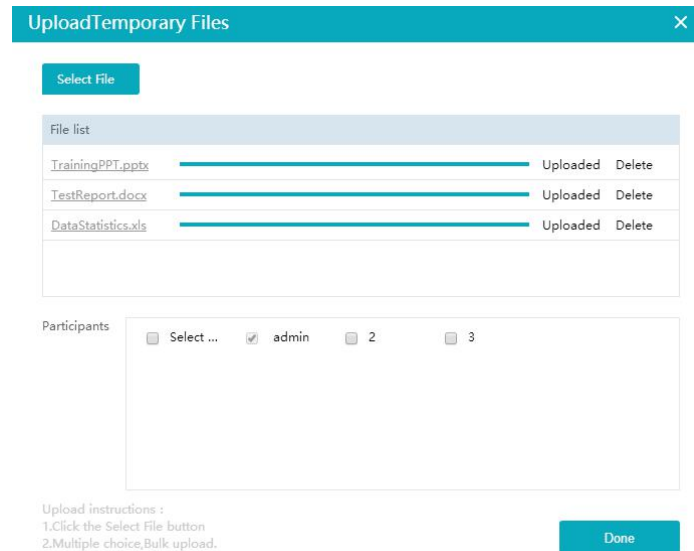 UploadTemporary Files
Select File
File list
TrainingPPT.pptx Uploaded Delete
TestReport.docx Uploaded Delete
DataStatistics.xls Uploaded Delete
Participants Select ... admin 2 3
Upload instructions :
1.Click the Select File button
2.Multiple choice,Bulk upload.
Done